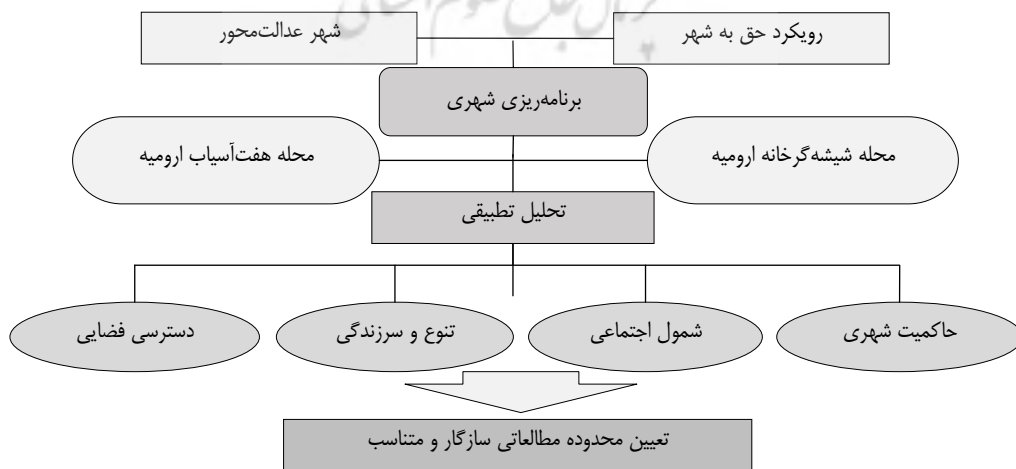 رویکرد حق به شهر
شهر عدالت‌محور
برنامه‌ریزی شهری
محله شیشه‌گرخانه ارومیه
محله هفت‌آسیاب ارومیه
تحلیل تطبیقی
حاکمیت شهری
شمول اجتماعی
تنوع و سرزندگی
دسترسی فضایی
تعیین محدوده مطالعاتی سازگار و متناسب